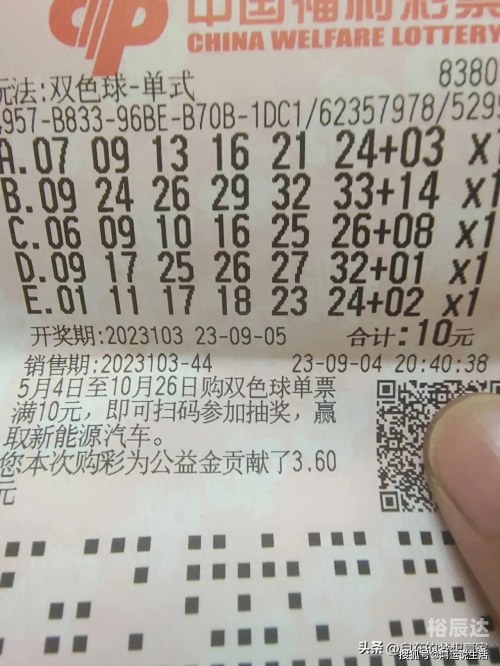 中国福利彩票
CHINA WELFARE LOTTERY
玩法:双色球-单式 8380
4957-B833-96BE-B70B-1DC1/62357978/529
A.07 09 13 16 21 24+03 x1
B.09 24 26 29 32 33+14 x1
C.06 09 10 16 25 26+08 x1
D.09 17 25 26 27 32+01 x1
E.01 11 17 18 23 24+02 x1
开奖期:2023103 23-09-05 合计:10元
销售期:2023103-44 23-09-04 20:40:38
5月4日至10月26日购双色球单票
满10元，即可扫码参加抽奖，赢
取新能源汽车。
您本次购彩为公益金贡献了3.60
元
裕辰达
头条